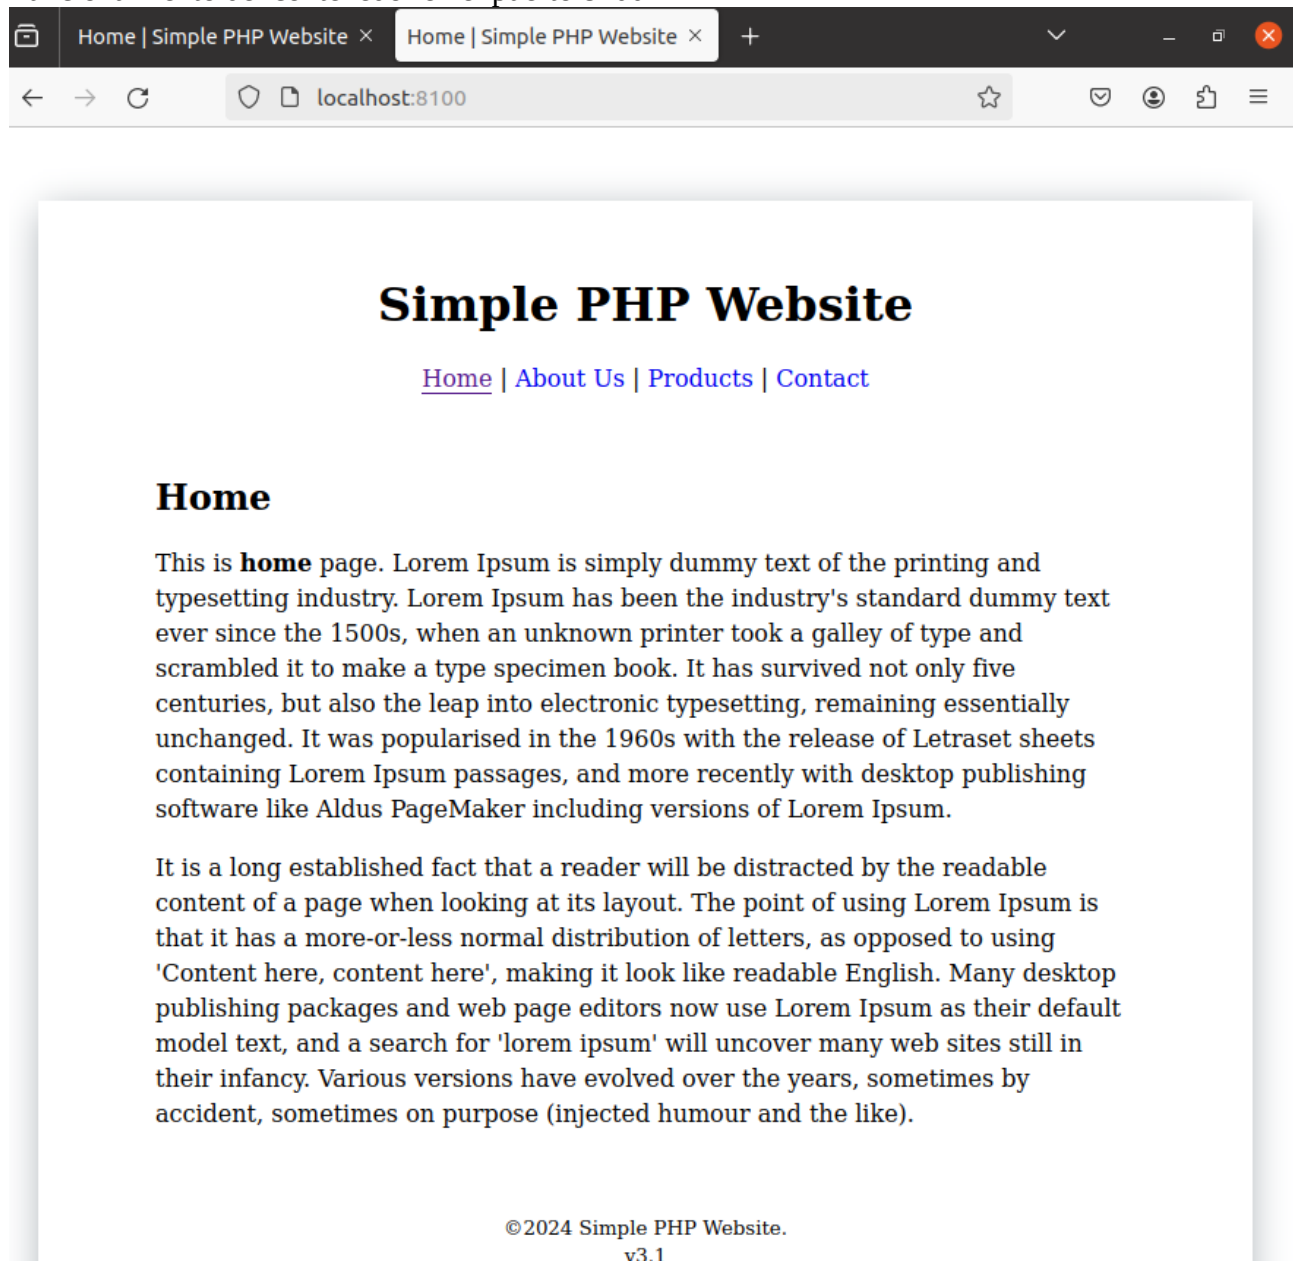 Home | Simple PHP Website × Home | Simple PHP Website × +
localhost:8100
Simple PHP Website
Home | About Us | Products | Contact
Home
This is home page. Lorem Ipsum is simply dummy text of the printing and
typesetting industry. Lorem Ipsum has been the industry's standard dummy text
ever since the 1500s, when an unknown printer took a galley of type and
scrambled it to make a type specimen book. It has survived not only five
centuries, but also the leap into electronic typesetting, remaining essentially
unchanged. It was popularised in the 1960s with the release of Letraset sheets
containing Lorem Ipsum passages, and more recently with desktop publishing
software like Aldus PageMaker including versions of Lorem Ipsum.
It is a long established fact that a reader will be distracted by the readable
content of a page when looking at its layout. The point of using Lorem Ipsum is
that it has a more-or-less normal distribution of letters, as opposed to using
'Content here, content here', making it look like readable English. Many desktop
publishing packages and web page editors now use Lorem Ipsum as their default
model text, and a search for 'lorem ipsum' will uncover many web sites still in
their infancy. Various versions have evolved over the years, sometimes by
accident, sometimes on purpose (injected humour and the like).
©2024 Simple PHP Website.
v3.1